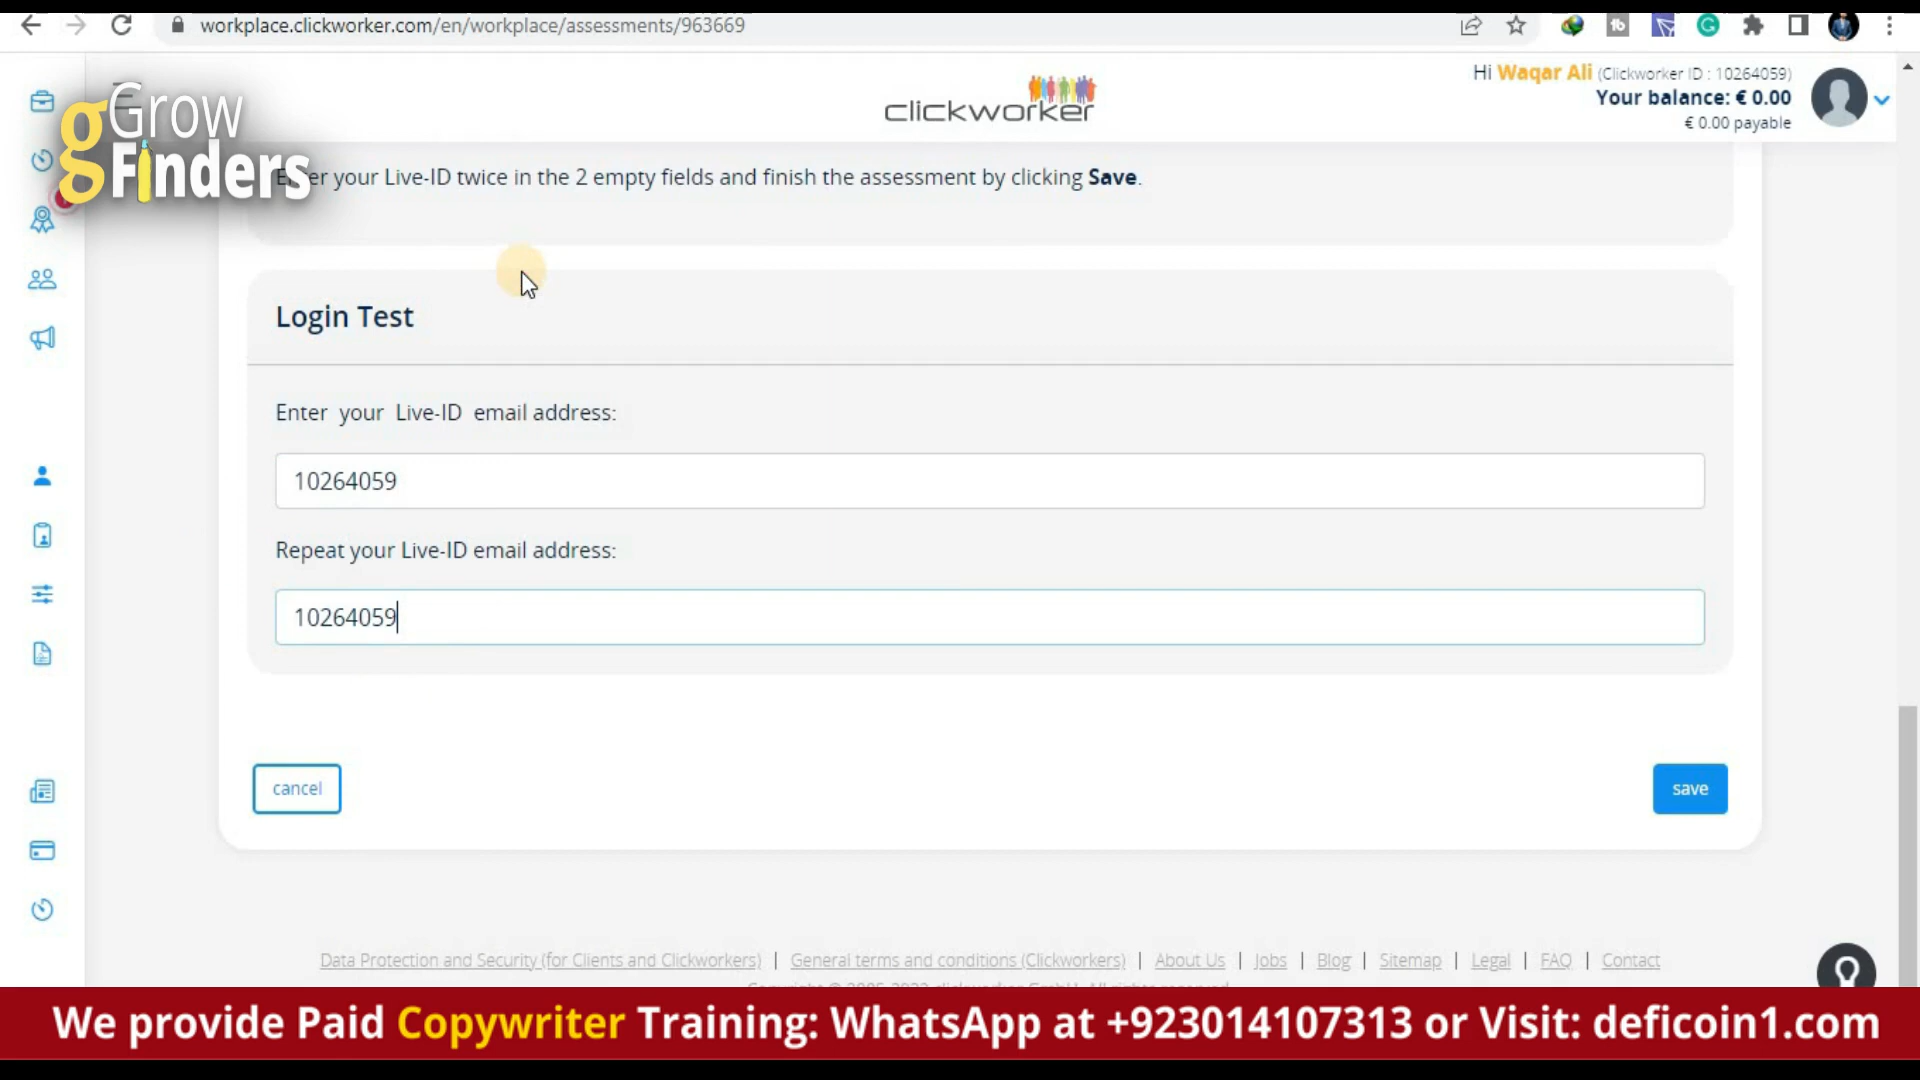 workplace.clickworker.com/en/workplace/assessments/963669
Grow
Finders
clickworker
Hi Waqar Ali (Clickworker ID : 10264059)
Your balance: € 0.00
€ 0.00 payable
your Live-ID twice in the 2 empty fields and finish the assessment by clicking Save.
Login Test
Enter your Live-ID email address:
10264059
Repeat your Live-ID email address:
10264059
cancel
save
Data Protection and Security (for Clients and Clickworkers) | General terms and conditions (Clickworkers) | About Us | Jobs | Blog | Sitemap | Legal | FAQ | Contact
We provide Paid Copywriter Training: WhatsApp at +923014107313 or Visit: deficoin1.com